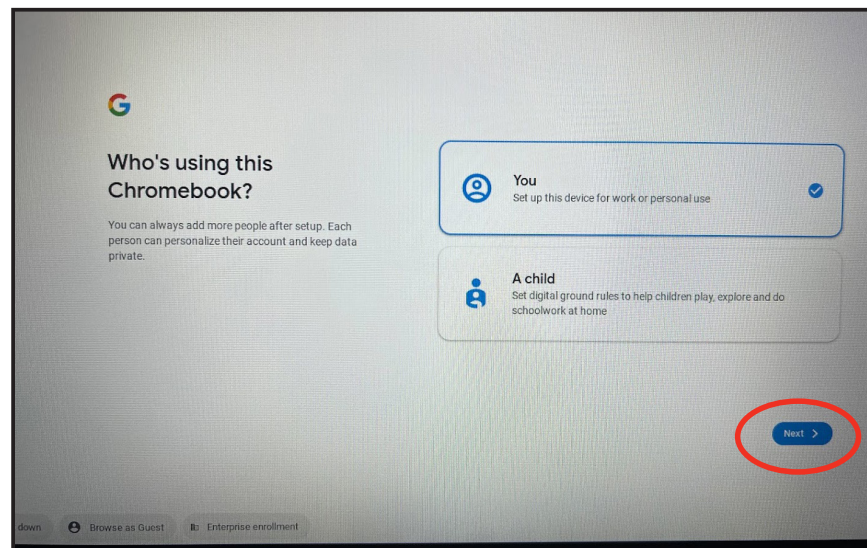 Who's using this
Chromebook?
You can always add more people after setup. Each
person can personalize their account and keep data
private.
You
Set up this device for work or personal use
A child
Set digital ground rules to help children play, explore and do
schoolwork at home
Next
down
Browse as Guest
Enterprise enrollment